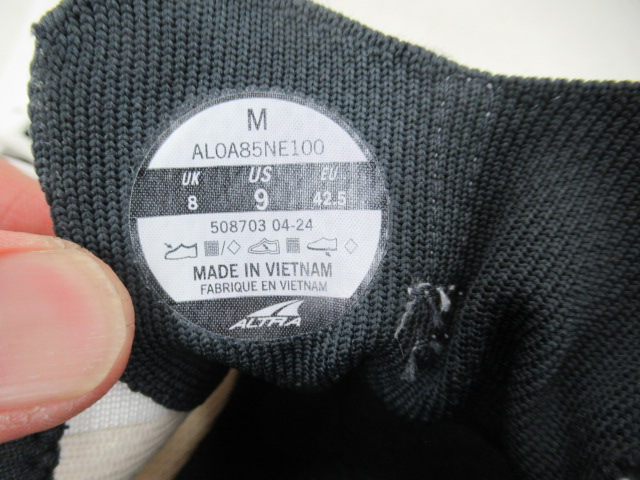 M
AL0A85NE100
UK US EU
8 9 42.5
508703 04-24
MADE IN VIETNAM
FABRIQUE EN VIETNAM
ALTRA